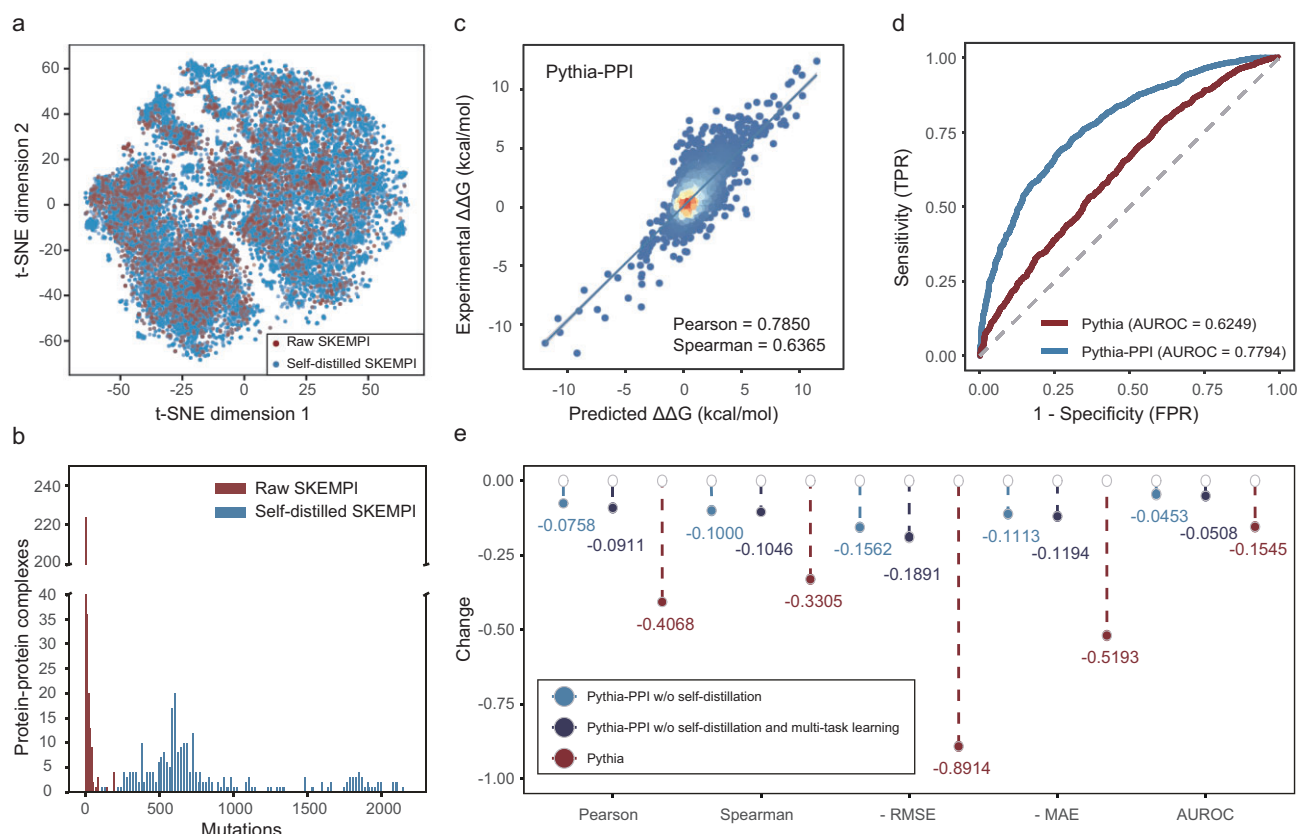 a
t-SNE dimension 2
60
40
20
0
-20
-40
-60
Raw SKEMPI
Self-distilled SKEMPI
-50
-25
0
25
50
t-SNE dimension 1
b
Protein-protein complexes
240
220
200
40
35
30
25
20
15
10
5
0
Raw SKEMPI
Self-distilled SKEMPI
0
500
1000
1500
2000
Mutations
c
Pythia-PPI
Experimental ΔΔG (kcal/mol)
10
5
0
-5
-10
Pearson = 0.7850
Spearman = 0.6365
-10
-5
0
5
10
Predicted ΔΔG (kcal/mol)
d
Sensitivity (TPR)
1.00
0.75
0.50
0.25
0.00
Pythia (AUROC = 0.6249)
Pythia-PPI (AUROC = 0.7794)
0.00
0.25
0.50
0.75
1.00
1 - Specificity (FPR)
e
Change
0.00
-0.25
-0.50
-0.75
-1.00
-0.0758
-0.0911
-0.4068
-0.1000
-0.1046
-0.3305
-0.1562
-0.1891
-0.8914
-0.1113
-0.1194
-0.5193
-0.0453
-0.0508
-0.1545
Pythia-PPI w/o self-distillation
Pythia-PPI w/o self-distillation and multi-task learning
Pythia
Pearson
Spearman
- RMSE
- MAE
AUROC